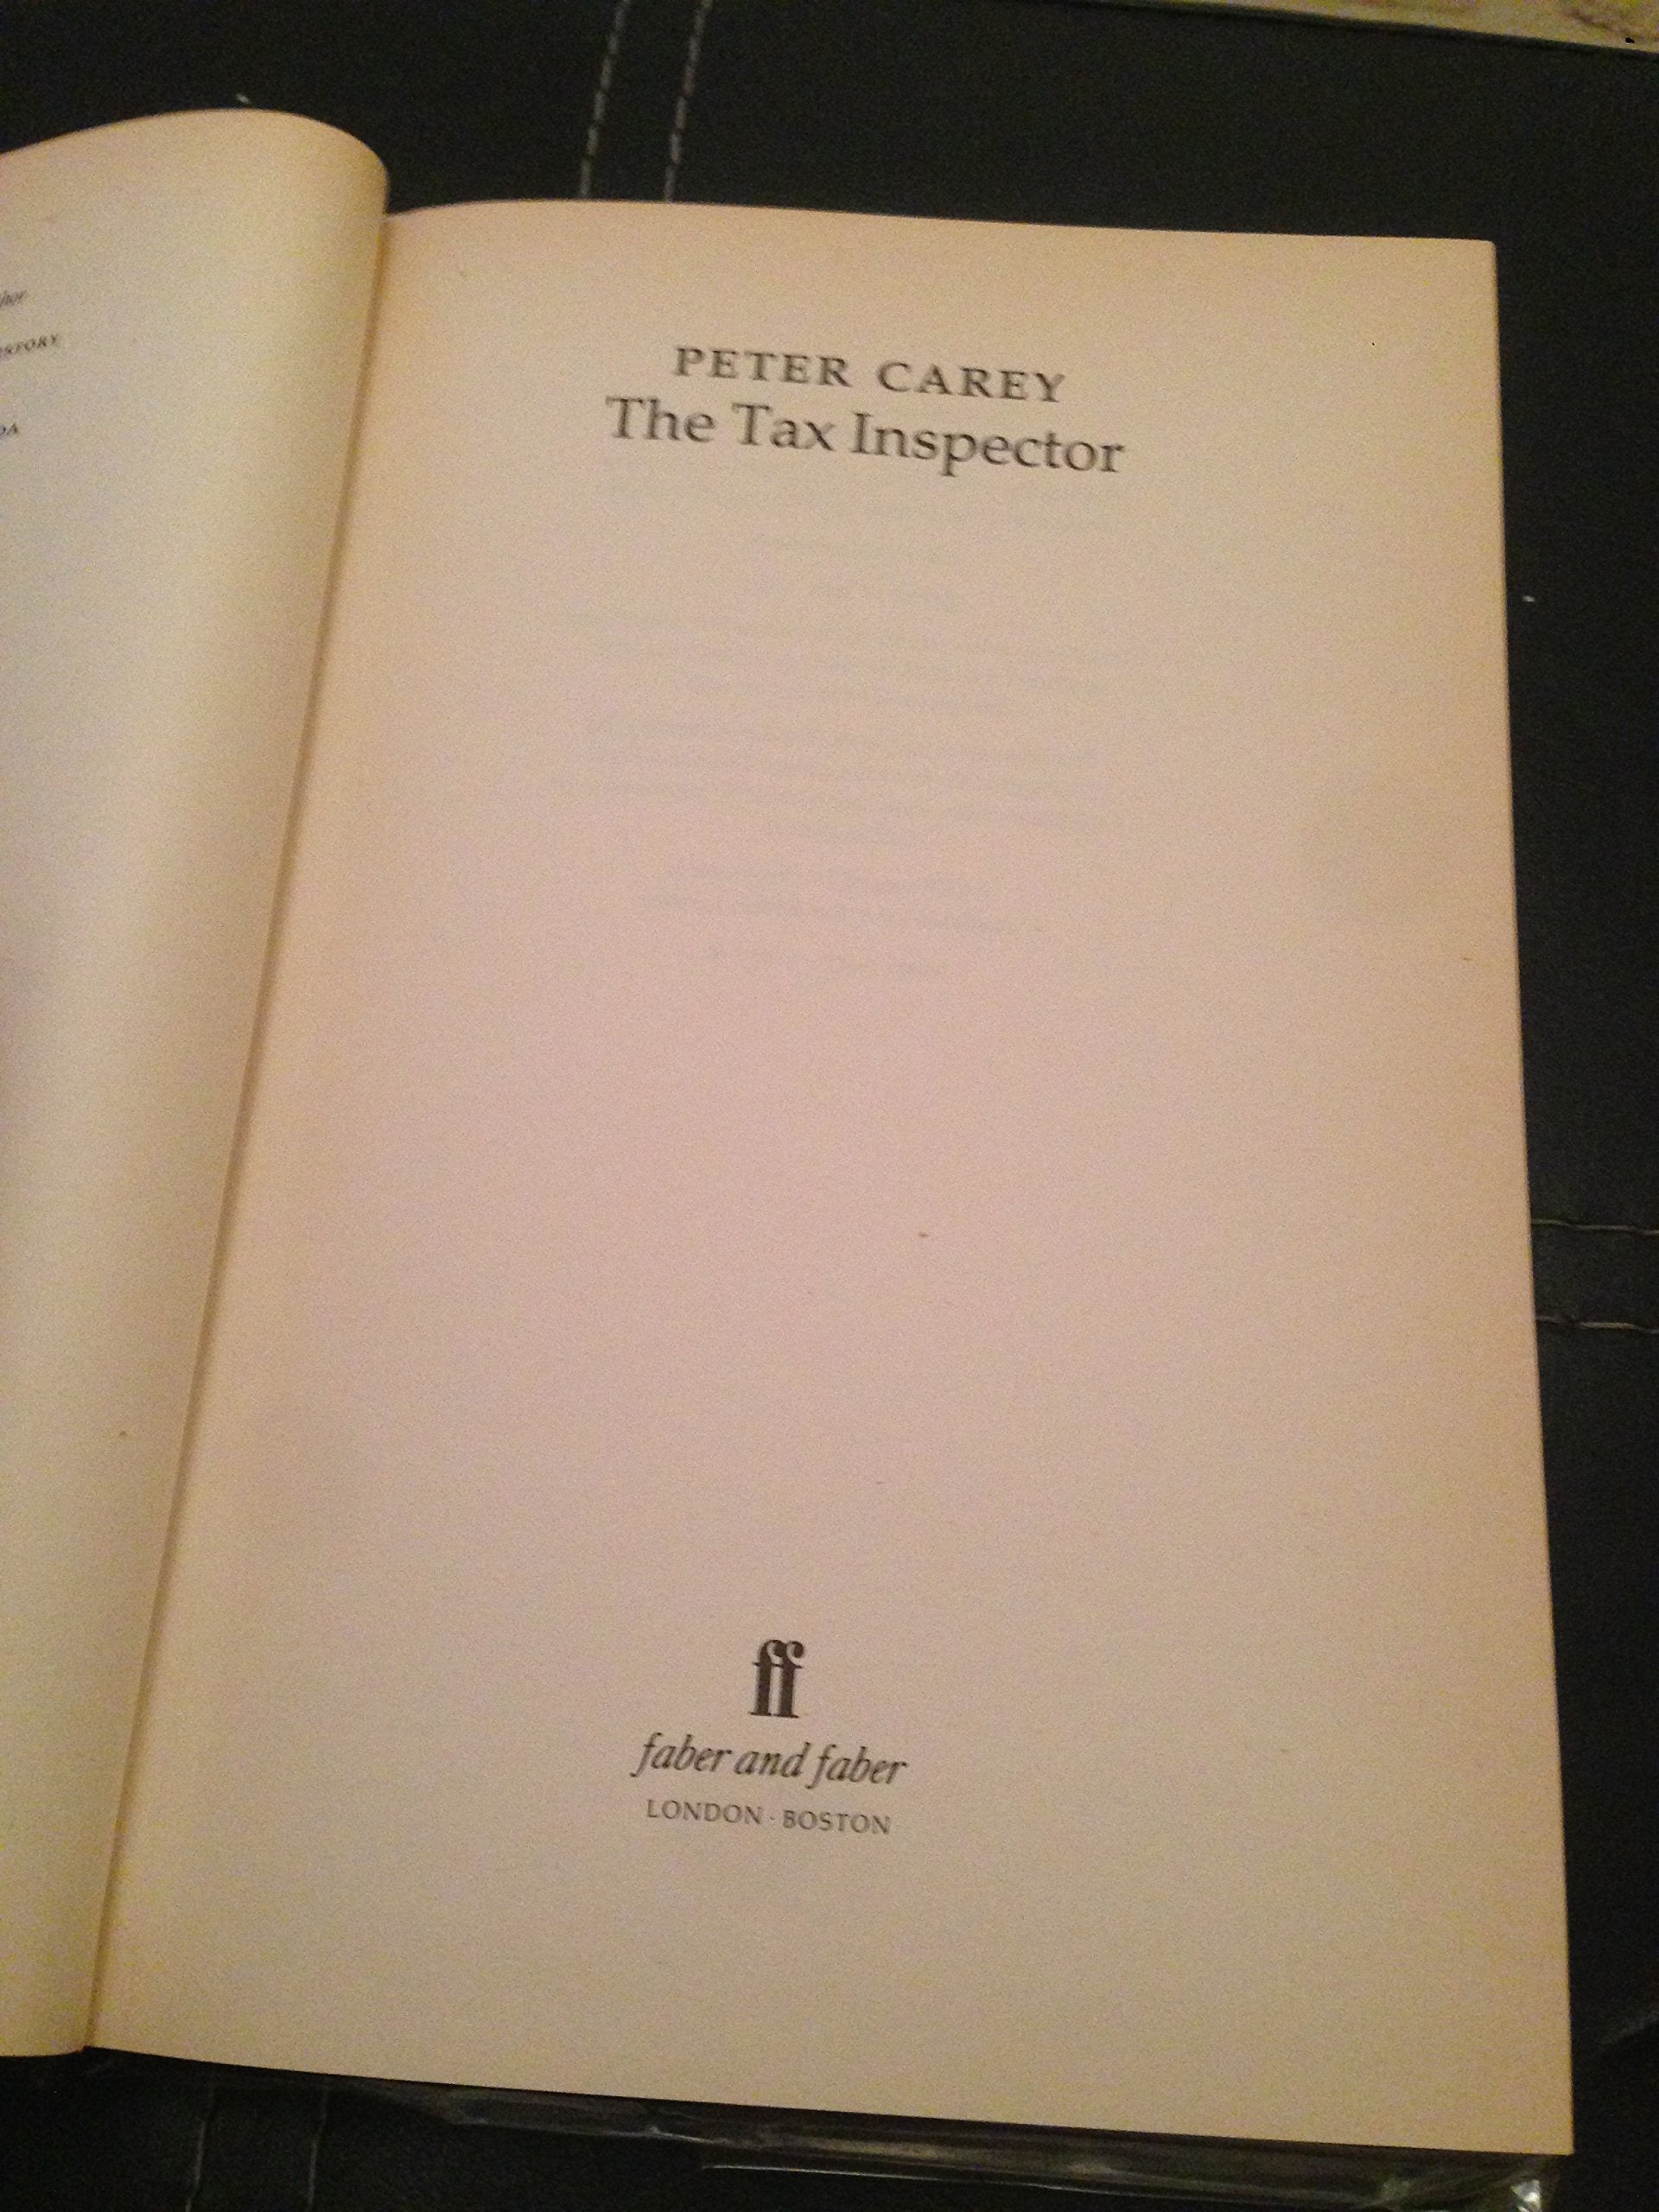 PETER CAREY
The Tax Inspector
ff
faber and faber
LONDON · BOSTON